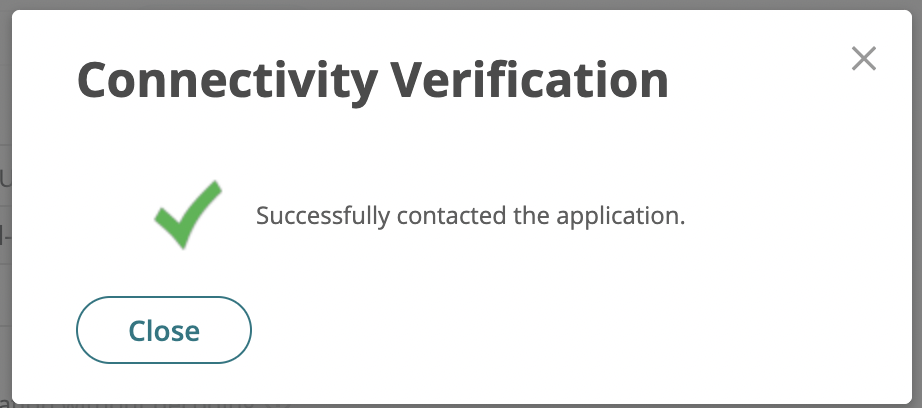 Connectivity Verification
Successfully contacted the application.
Close